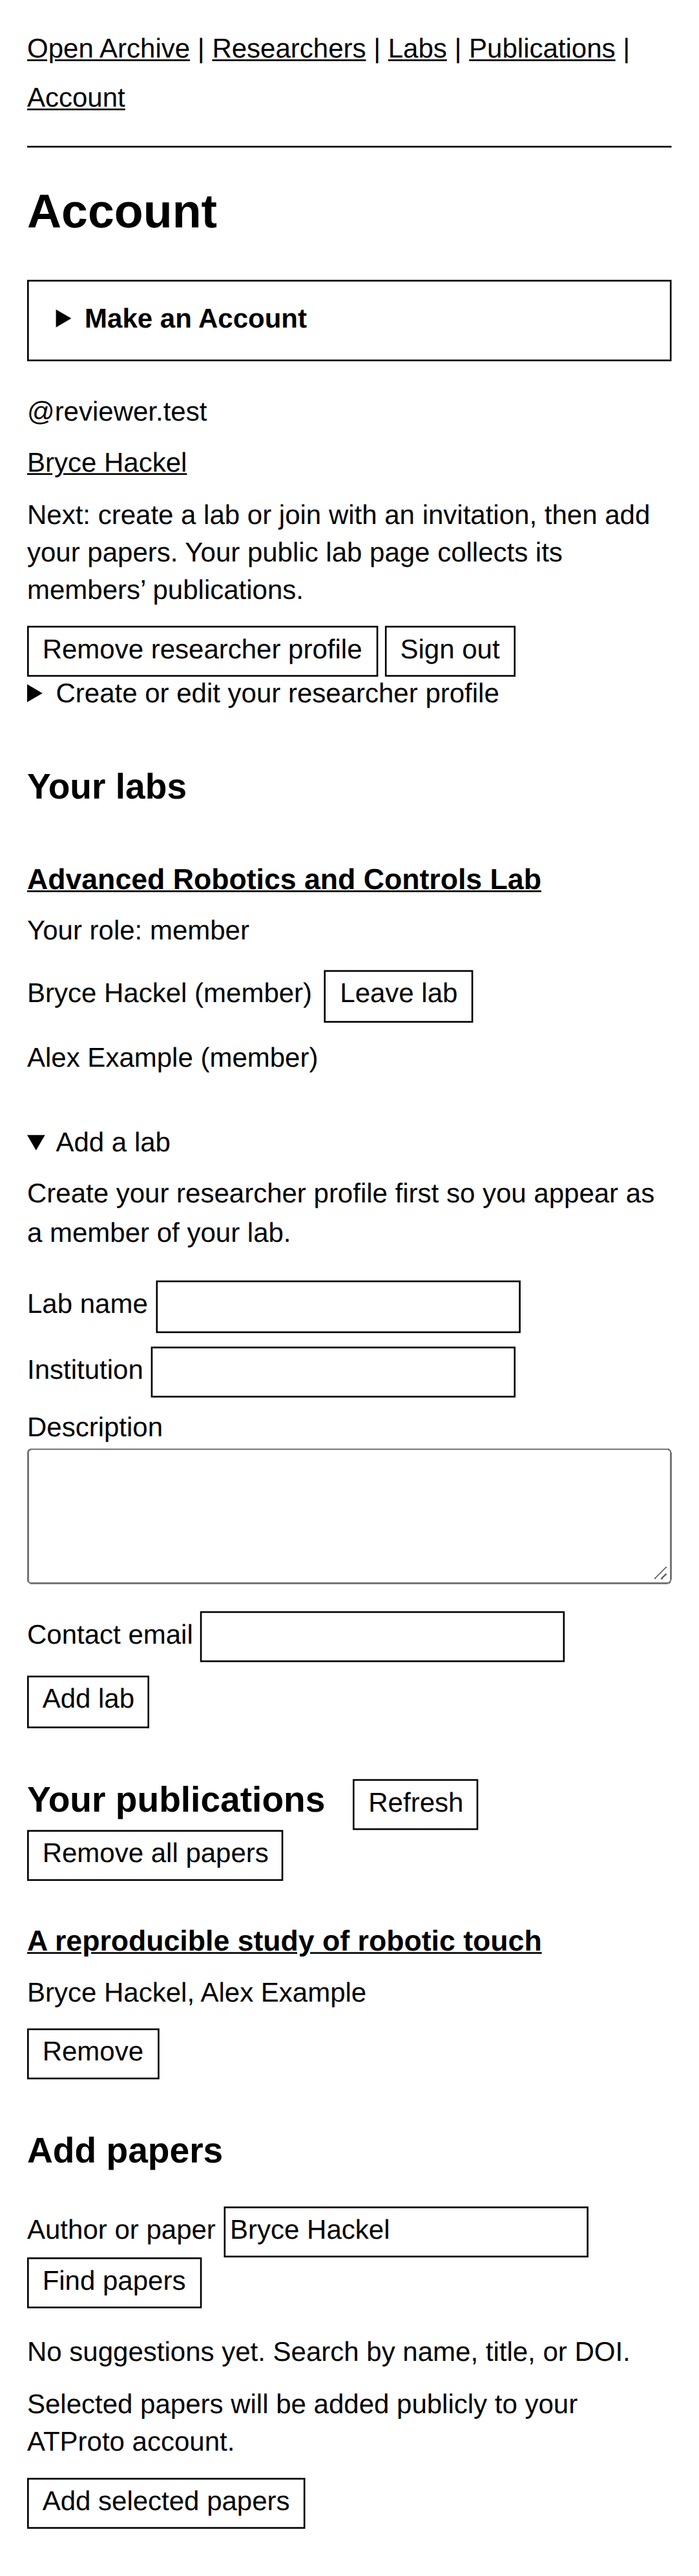 Open Archive | Researchers | Labs | Publications |
Account
Account
Make an Account
@reviewer.test
Bryce Hackel
Next: create a lab or join with an invitation, then add
your papers. Your public lab page collects its
members’ publications.
Remove researcher profile Sign out
Create or edit your researcher profile
Your labs
Advanced Robotics and Controls Lab
Your role: member
Bryce Hackel (member) Leave lab
Alex Example (member)
Add a lab
Create your researcher profile first so you appear as
a member of your lab.
Lab name
Institution
Description
Contact email
Add lab
Your publications Refresh
Remove all papers
A reproducible study of robotic touch
Bryce Hackel, Alex Example
Remove
Add papers
Author or paper Bryce Hackel
Find papers
No suggestions yet. Search by name, title, or DOI.
Selected papers will be added publicly to your
ATProto account.
Add selected papers